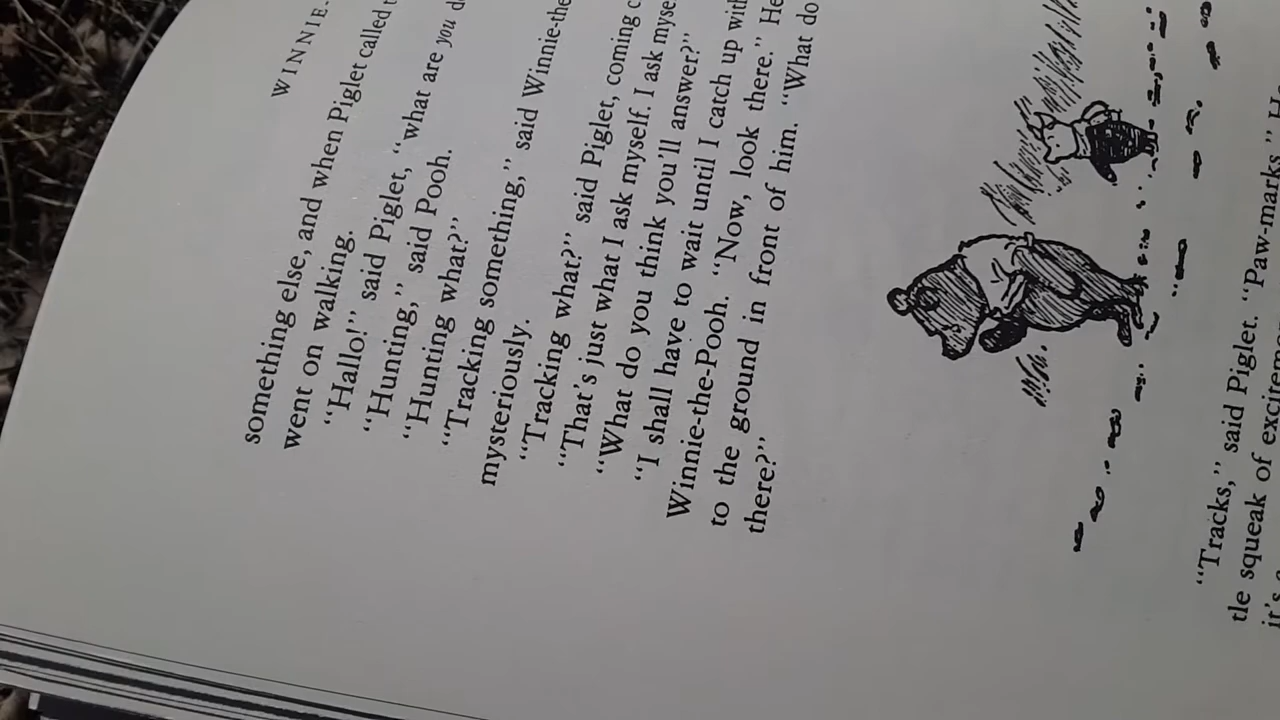 WINNIE-
something else, and when Piglet called
went on walking.
“Hallo!” said Piglet, “what are you
“Hunting,” said Pooh.
“Hunting what?”
“Tracking something,” said Winnie-the
mysteriously.
“Tracking what?” said Piglet, coming
“That’s just what I ask myself. I ask
“What do you think you’ll answer?”
“I shall have to wait until I catch up
Winnie-the-Pooh. “Now, look there.” He
to the ground in front of him. “What do
there?”
“Tracks,” said Piglet. “Paw-marks.”
tle squeak of
it’s a